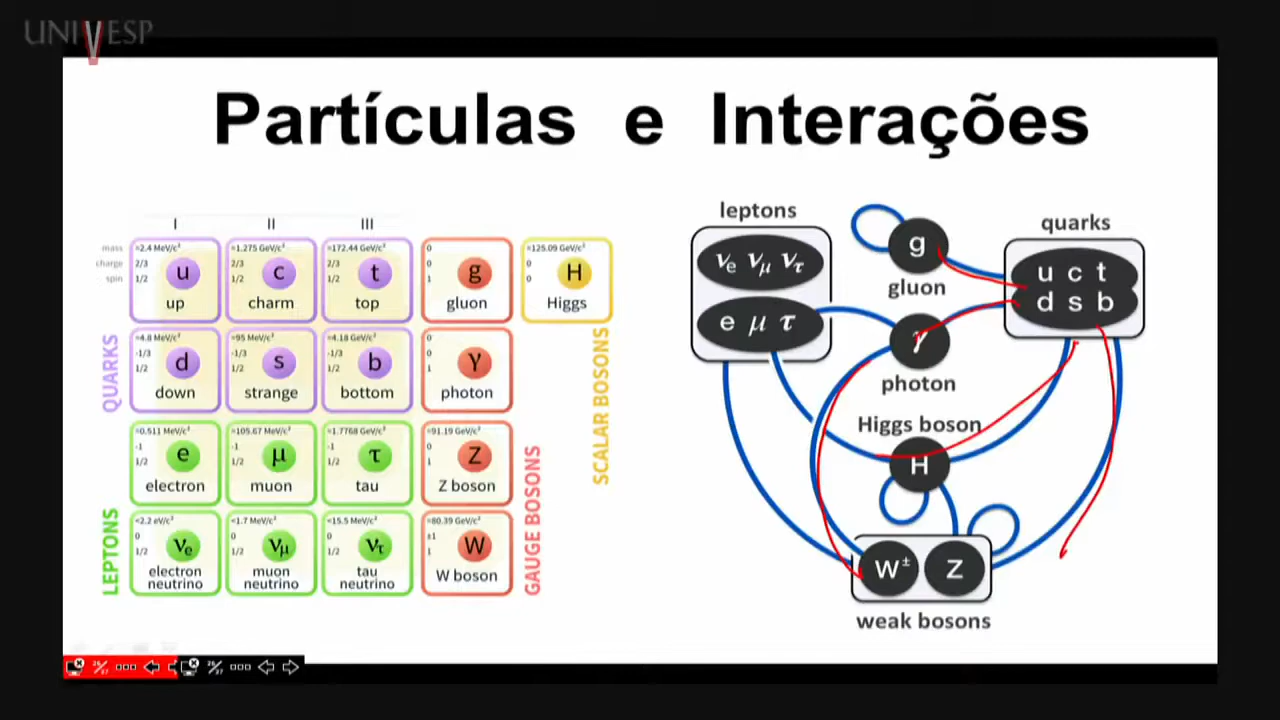 UNIVESP
Partículas e Interações
I II III
mass
charge
spin
≈2.4 MeV/c²
2/3
1/2
u
up
≈1.275 GeV/c²
2/3
1/2
c
charm
≈172.44 GeV/c²
2/3
1/2
t
top
0
0
1
g
gluon
≈125.09 GeV/c²
0
0
H
Higgs
QUARKS
≈4.8 MeV/c²
-1/3
1/2
d
down
≈95 MeV/c²
-1/3
1/2
s
strange
≈4.18 GeV/c²
-1/3
1/2
b
bottom
0
0
1
γ
photon
SCALAR BOSONS
≈0.511 MeV/c²
-1
1/2
e
electron
≈105.67 MeV/c²
-1
1/2
μ
muon
≈1.7768 GeV/c²
-1
1/2
τ
tau
≈91.19 GeV/c²
0
1
Z
Z boson
GAUGE BOSONS
LEPTONS
<2.2 eV/c²
0
1/2
νe
electron
neutrino
<1.7 MeV/c²
0
1/2
νμ
muon
neutrino
<15.5 MeV/c²
0
1/2
ντ
tau
neutrino
≈80.39 GeV/c²
±1
1
W
W boson
leptons
νe νμ ντ
e μ τ
g
gluon
quarks
u c t
d s b
γ
photon
Higgs boson
H
W± Z
weak bosons